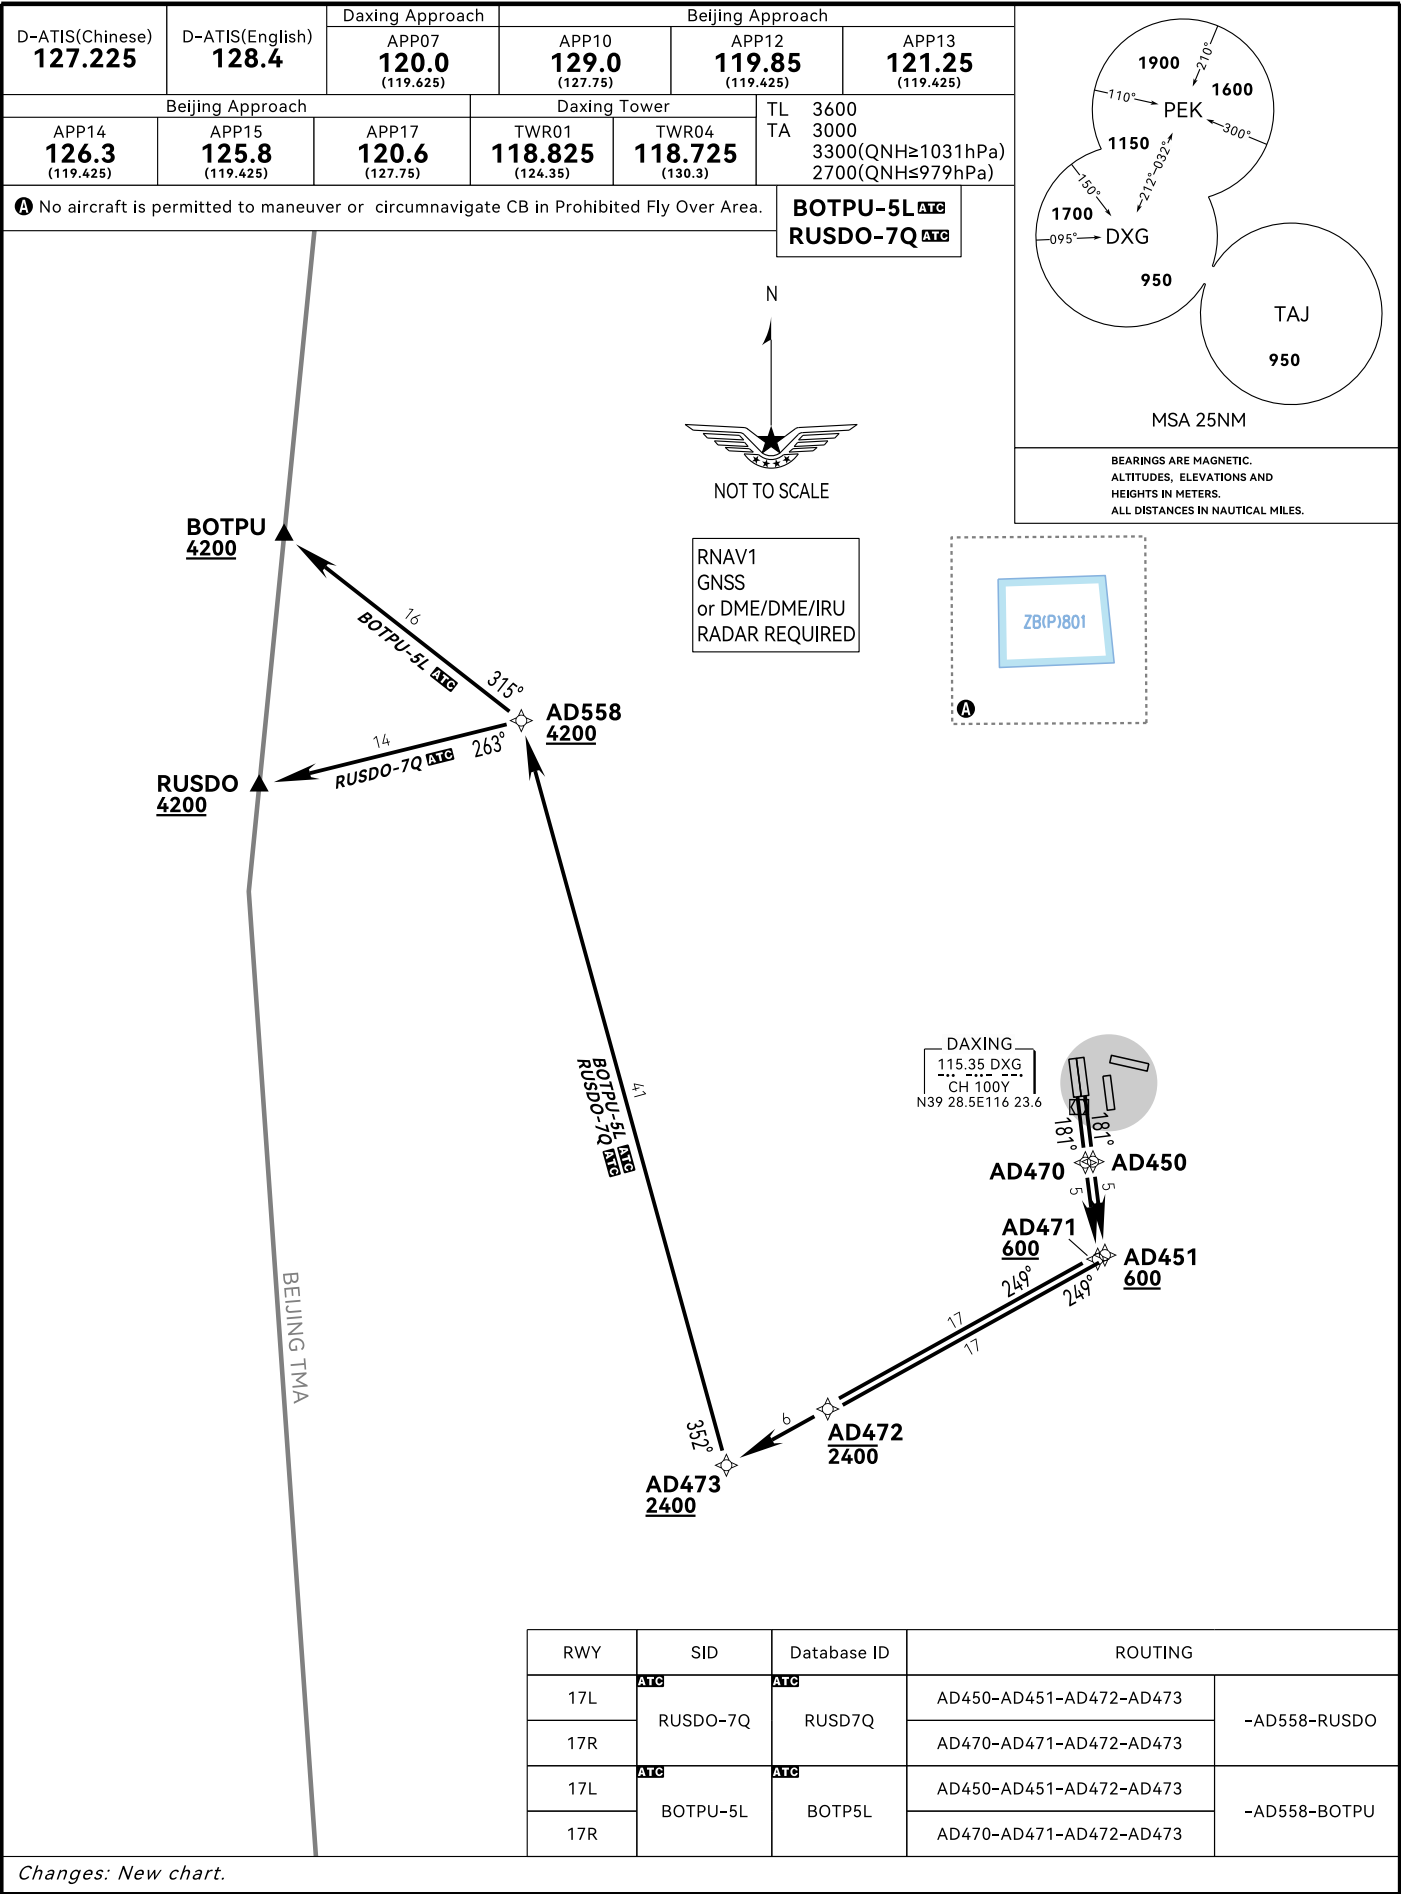 D-ATIS(Chinese)
127.225
D-ATIS(English)
128.4
Daxing Approach
APP07
120.0
(119.625)
Beijing Approach
APP10
129.0
(127.75)
APP12
119.85
(119.425)
APP13
121.25
(119.425)
Beijing Approach
APP14
126.3
(119.425)
APP15
125.8
(119.425)
APP17
120.6
(127.75)
Daxing Tower
TWR01
118.825
(124.35)
TWR04
118.725
(130.3)
TL 3600
TA 3000
3300(QNH≥1031hPa)
2700(QNH≤979hPa)
A No aircraft is permitted to maneuver or circumnavigate CB in Prohibited Fly Over Area.
BOTPU-5L ATC
RUSDO-7Q ATC
1900
210°
1600
110°
PEK
300°
1150
212°-032°
150°
1700
095°
DXG
950
TAJ
950
MSA 25NM
BEARINGS ARE MAGNETIC.
ALTITUDES, ELEVATIONS AND
HEIGHTS IN METERS.
ALL DISTANCES IN NAUTICAL MILES.
N
NOT TO SCALE
RNAV1
GNSS
or DME/DME/IRU
RADAR REQUIRED
ZB(P)801
A
BOTPU
4200
16
BOTPU-5L ATC
315°
AD558
4200
14
263°
RUSDO-7Q ATC
RUSDO
4200
41
BOTPU-5L ATC
RUSDO-7Q ATC
352°
DAXING
115.35 DXG
CH 100Y
N39 28.5E116 23.6
181°
181°
AD470
AD450
5
5
AD471
600
AD451
600
249°
249°
17
17
6
AD472
2400
AD473
2400
BEIJING TMA
RWY SID Database ID ROUTING
17L
ATC
RUSDO-7Q
ATC
RUSD7Q
AD450-AD451-AD472-AD473
-AD558-RUSDO
17R
AD470-AD471-AD472-AD473
17L
ATC
BOTPU-5L
ATC
BOTP5L
AD450-AD451-AD472-AD473
-AD558-BOTPU
17R
AD470-AD471-AD472-AD473
Changes: New chart.